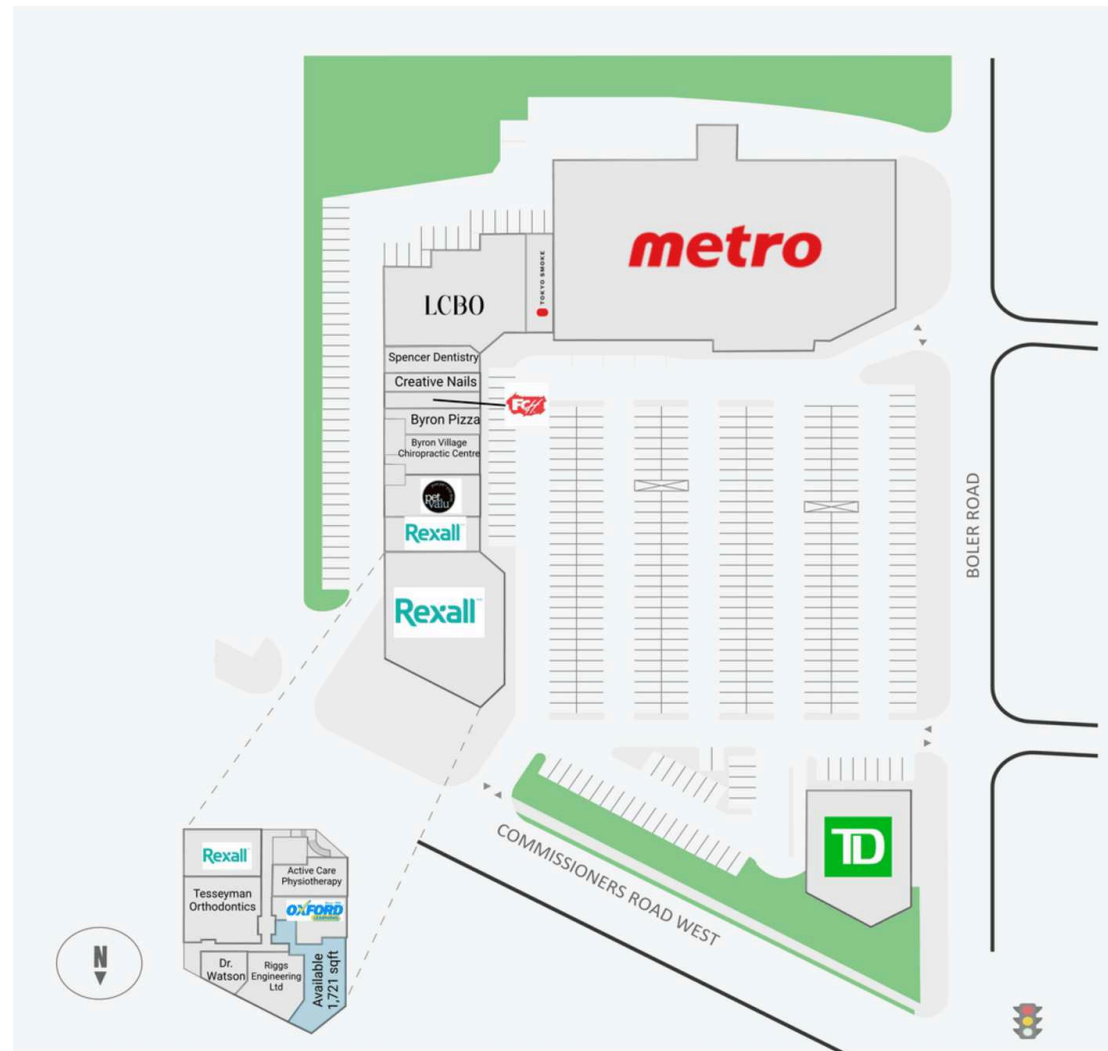 metro
LCBO
TOKYO SMOKE
Spencer Dentistry
Creative Nails
FCH
Byron Pizza
Byron Village
Chiropractic Centre
pet
valu
Rexall
Rexall
BOLER ROAD
COMMISSIONERS ROAD WEST
TD
Rexall
Active Care
Physiotherapy
Tesseyman
Orthodontics
OXFORD
LEARNING
Dr.
Watson
Riggs
Engineering
Ltd
Available
1,721 sqft
N